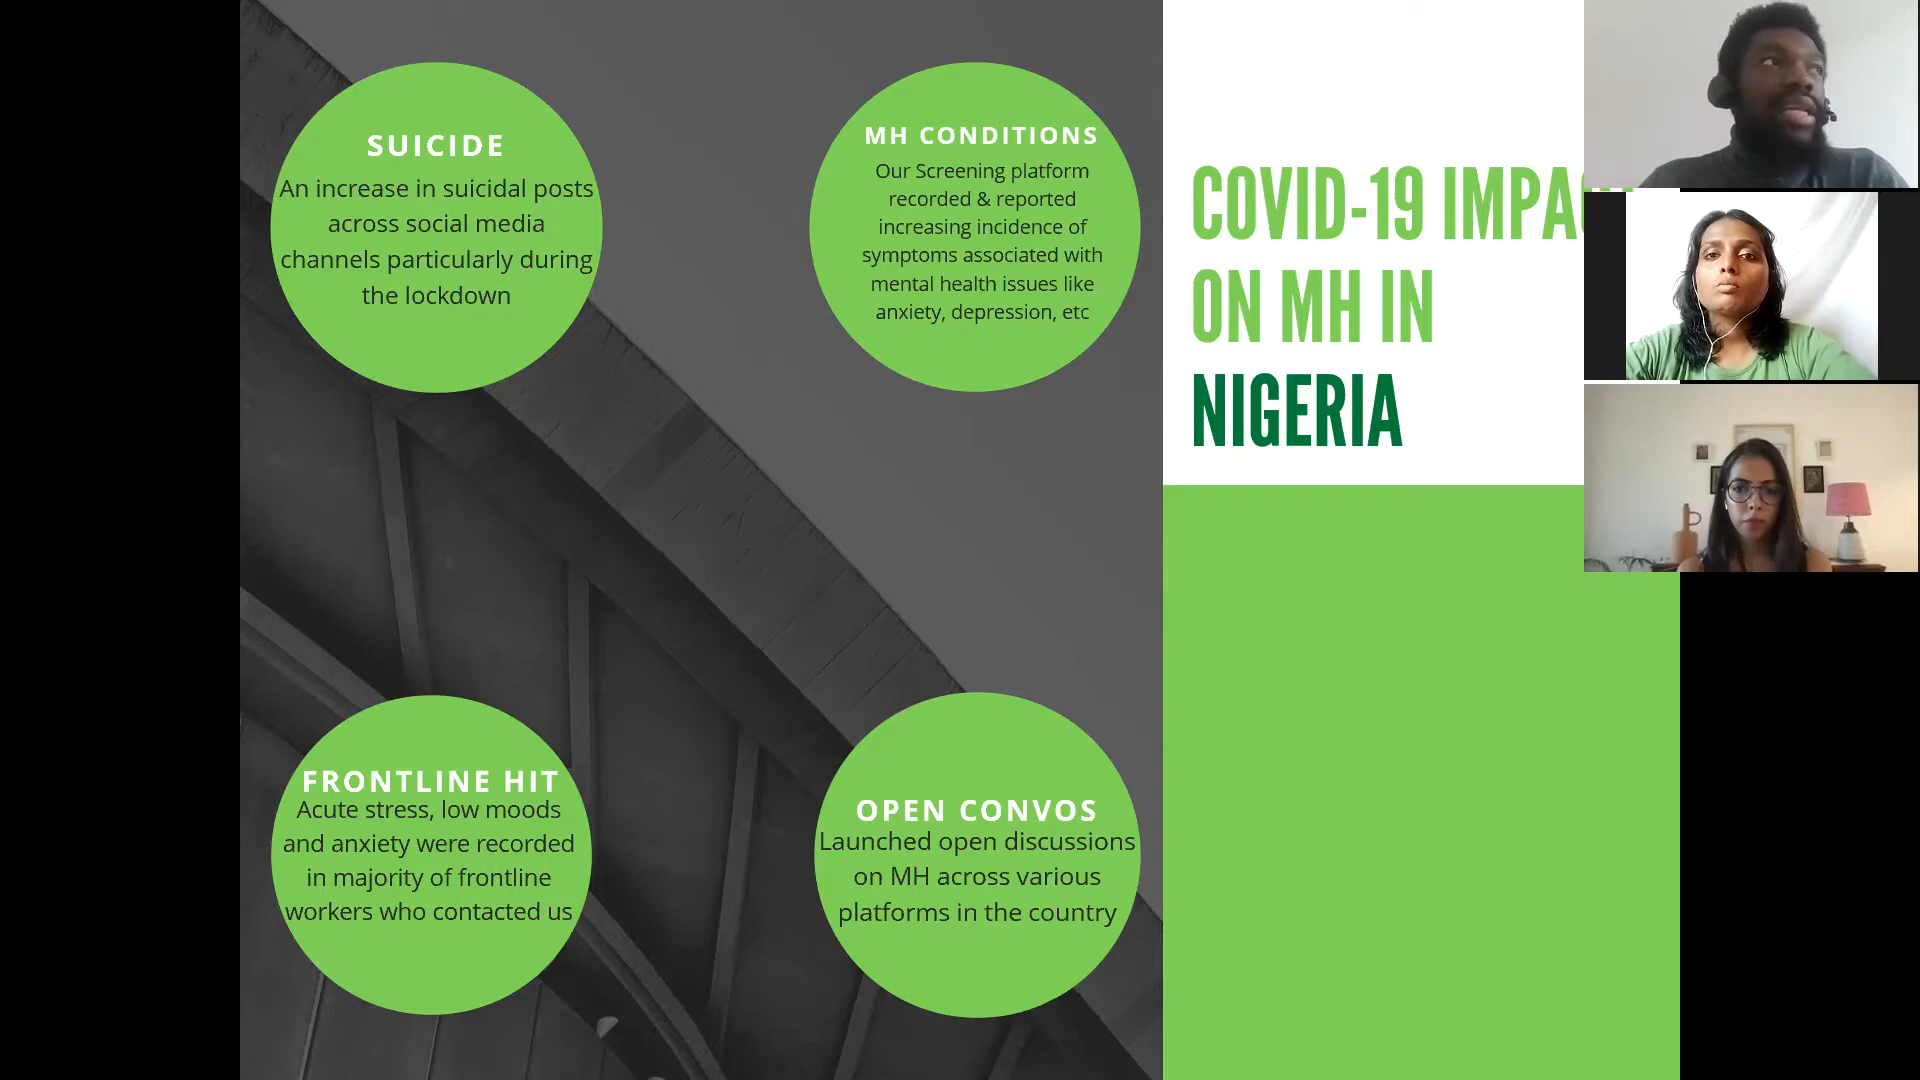 SUICIDE
An increase in suicidal posts
across social media
channels particularly during
the lockdown
MH CONDITIONS
Our Screening platform
recorded & reported
increasing incidence of
symptoms associated with
mental health issues like
anxiety, depression, etc
FRONTLINE HIT
Acute stress, low moods
and anxiety were recorded
in majority of frontline
workers who contacted us
OPEN CONVOS
Launched open discussions
on MH across various
platforms in the country
COVID-19
ON MH IN
NIGERIA